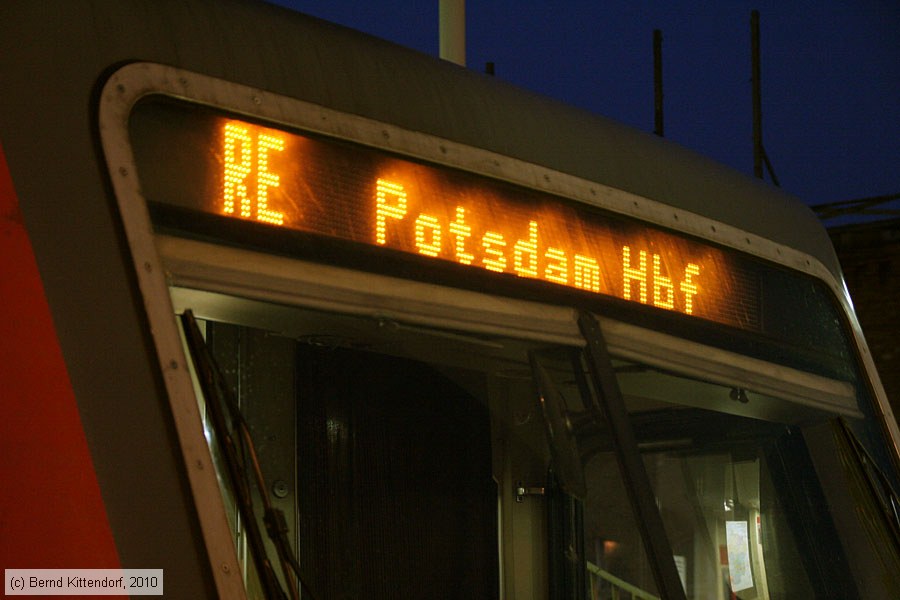 RE Potsdam Hbf
(c) Bernd Kittendorf, 2010